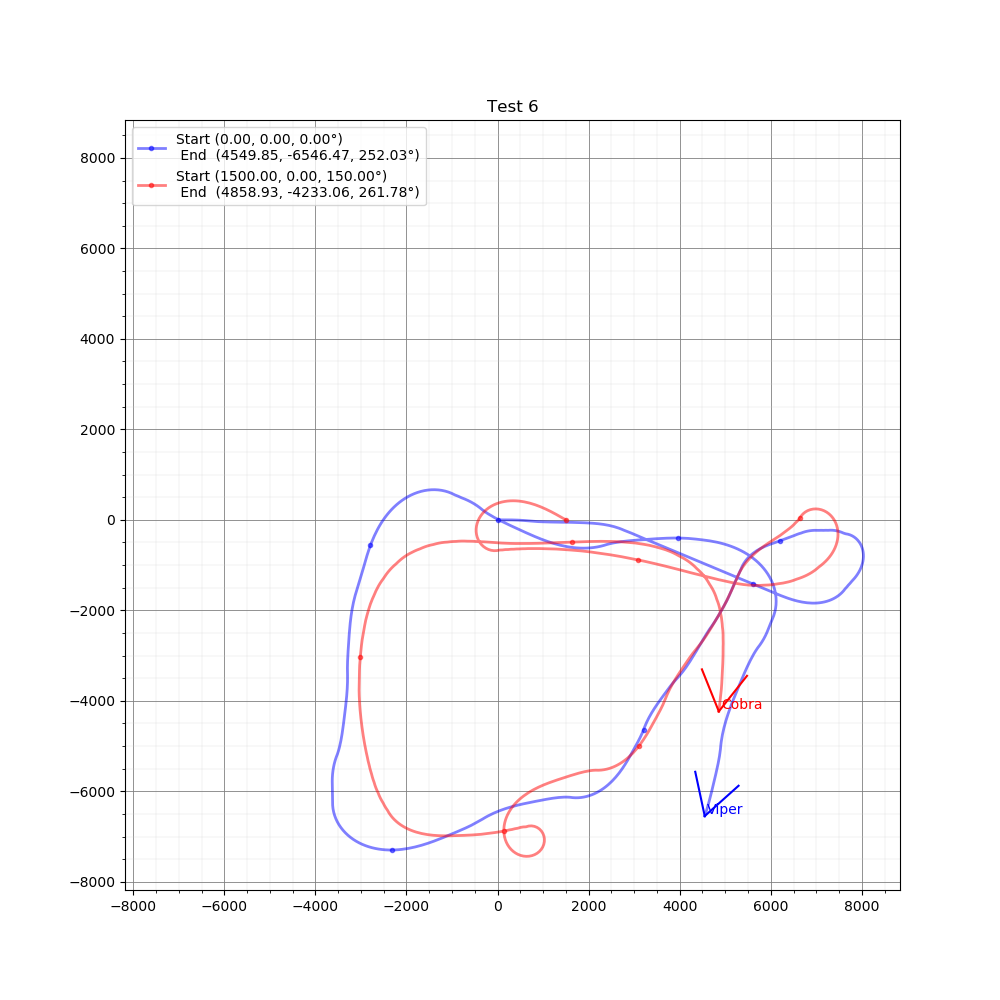 Test 6
Start (0.00, 0.00, 0.00°)
End (4549.85, -6546.47, 252.03°)
Start (1500.00, 0.00, 150.00°)
End (4858.93, -4233.06, 261.78°)
8000
6000
4000
2000
0
−2000
−4000
−6000
−8000
Cobra
Viper
−8000 −6000 −4000 −2000 0 2000 4000 6000 8000